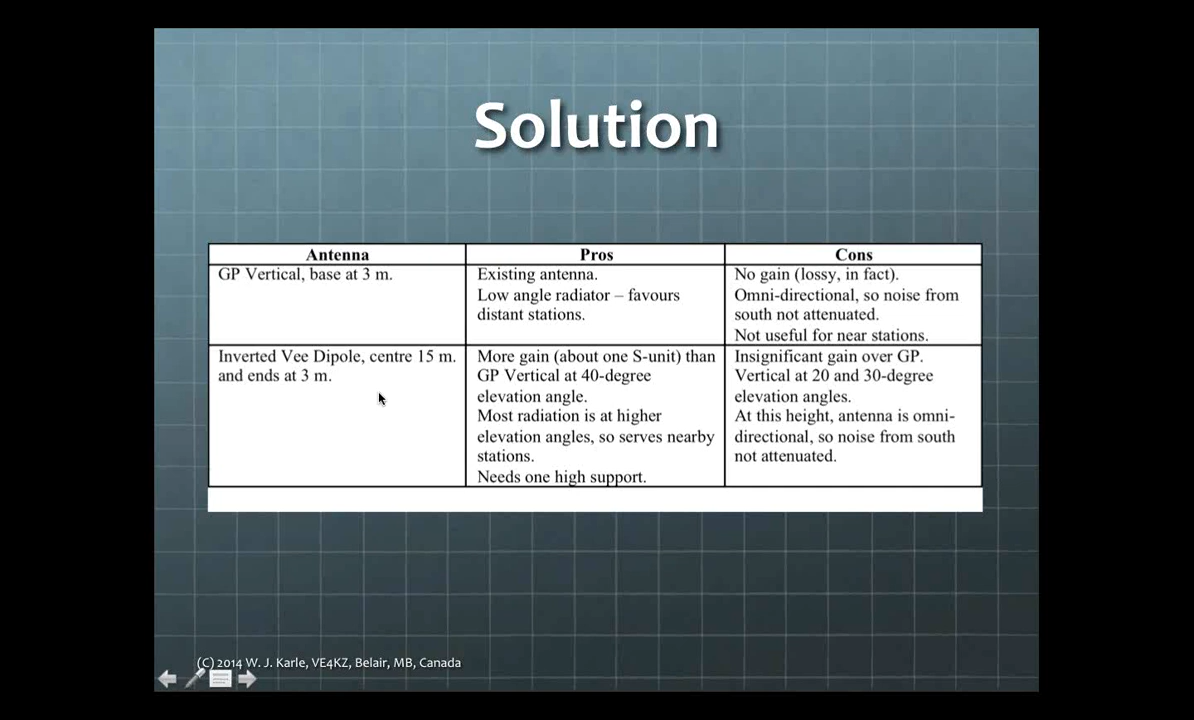 Solution
Antenna
Pros
Cons
GP Vertical, base at 3 m.
Existing antenna.
Low angle radiator – favours
distant stations.
No gain (lossy, in fact).
Omni-directional, so noise from
south not attenuated.
Not useful for near stations.
Inverted Vee Dipole, centre 15 m.
and ends at 3 m.
More gain (about one S-unit) than
GP Vertical at 40-degree
elevation angle.
Most radiation is at higher
elevation angles, so serves nearby
stations.
Needs one high support.
Insignificant gain over GP.
Vertical at 20 and 30-degree
elevation angles.
At this height, antenna is omni-
directional, so noise from south
not attenuated.
(C) 2014 W. J. Karle, VE4KZ, Belair, MB, Canada